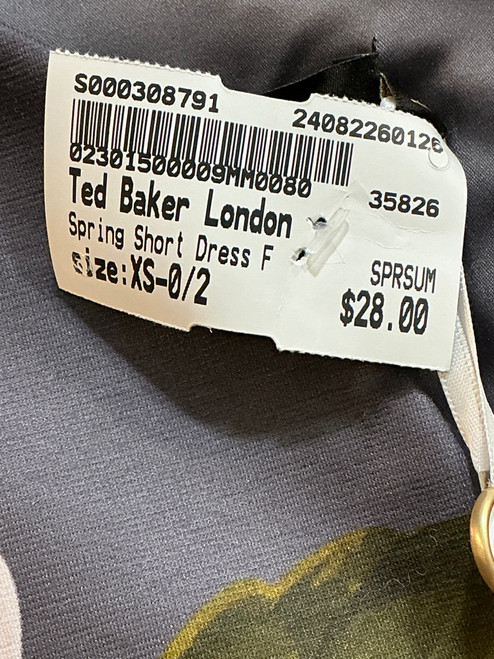 S000308791
24082260126
02301500009MM0080
35826
Ted Baker London
Spring Short Dress F
size:XS-0/2
SPRSUM
$28.00